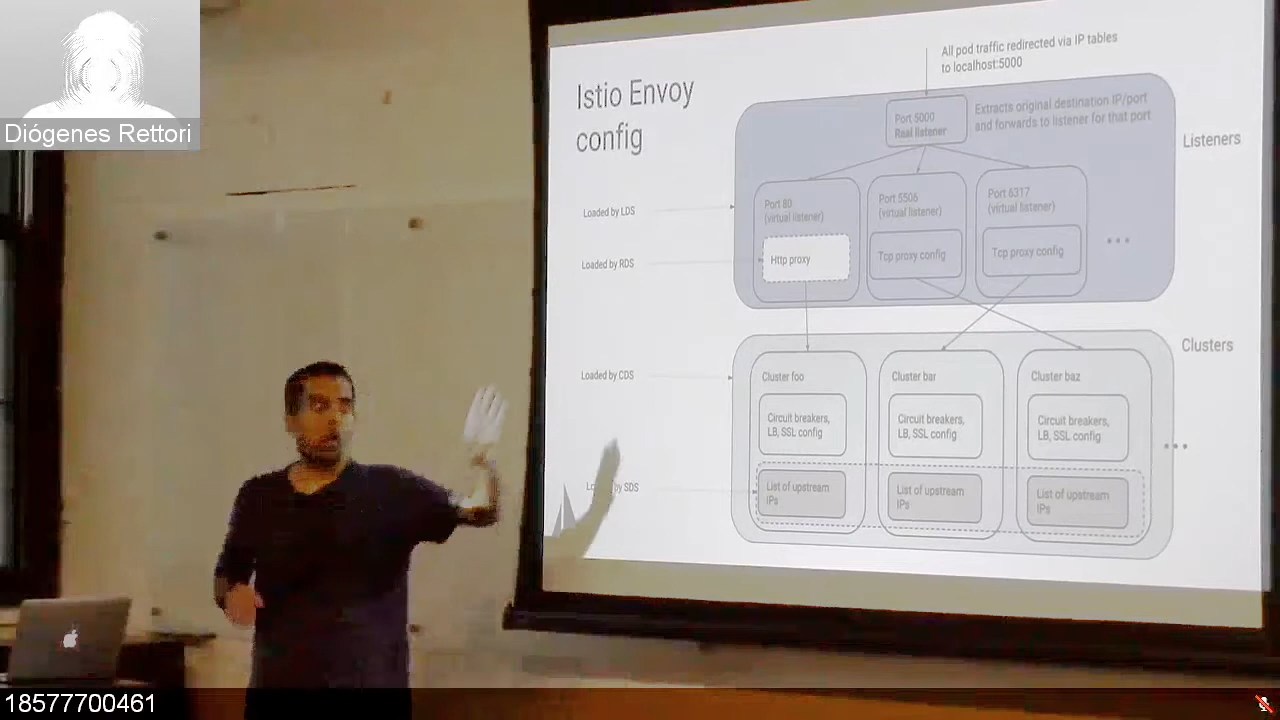 Diógenes Rettori
Istio Envoy
config
All pod traffic redirected via IP tables
to localhost:5000
Port 5000
Real listener
Extracts original destination IP/port
and forwards to listener for that port
Listeners
Loaded by LDS
Port 80
(virtual listener)
Port 5506
(virtual listener)
Port 6317
(virtual listener)
Loaded by RDS
Http proxy
Tcp proxy config
Tcp proxy config
Clusters
Loaded by CDS
Cluster foo
Cluster bar
Cluster baz
Circuit breakers,
LB, SSL config
Circuit breakers,
LB, SSL config
Circuit breakers,
LB, SSL config
by SDS
List of upstream
IPs
List of upstream
IPs
List of upstream
IPs
18577700461